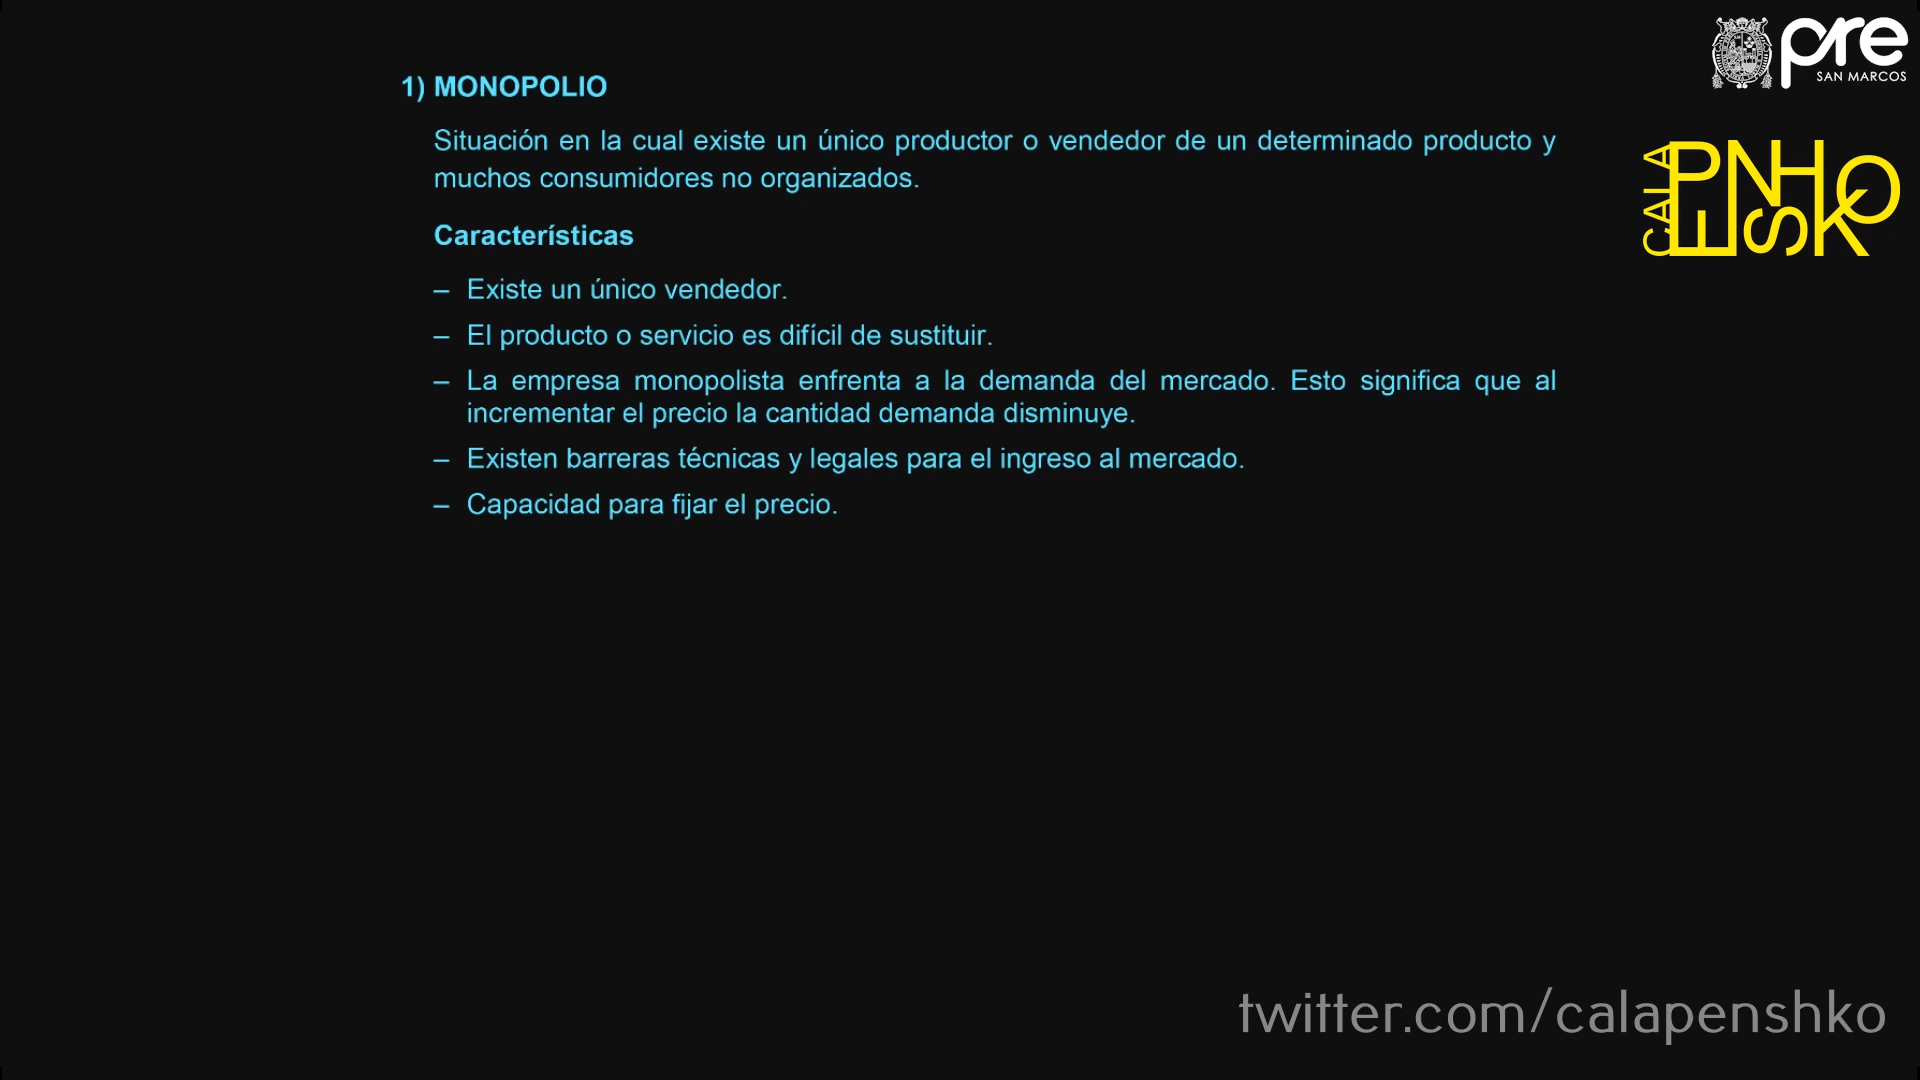 pre
SAN MARCOS
1) MONOPOLIO
Situación en la cual existe un único productor o vendedor de un determinado producto y
muchos consumidores no organizados.
CALA
PENSHKO
Características
– Existe un único vendedor.
– El producto o servicio es difícil de sustituir.
– La empresa monopolista enfrenta a la demanda del mercado. Esto significa que al
incrementar el precio la cantidad demanda disminuye.
– Existen barreras técnicas y legales para el ingreso al mercado.
– Capacidad para fijar el precio.
twitter.com/calapenshko